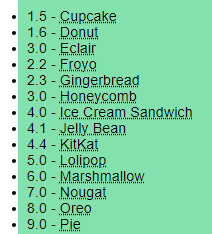 1.5 - Cupcake
1.6 - Donut
3.0 - Eclair
2.2 - Froyo
2.3 - Gingerbread
3.0 - Honeycomb
4.0 - Ice Cream Sandwich
4.1 - Jelly Bean
4.4 - KitKat
5.0 - Lolipop
6.0 - Marshmallow
7.0 - Nougat
8.0 - Oreo
9.0 - Pie